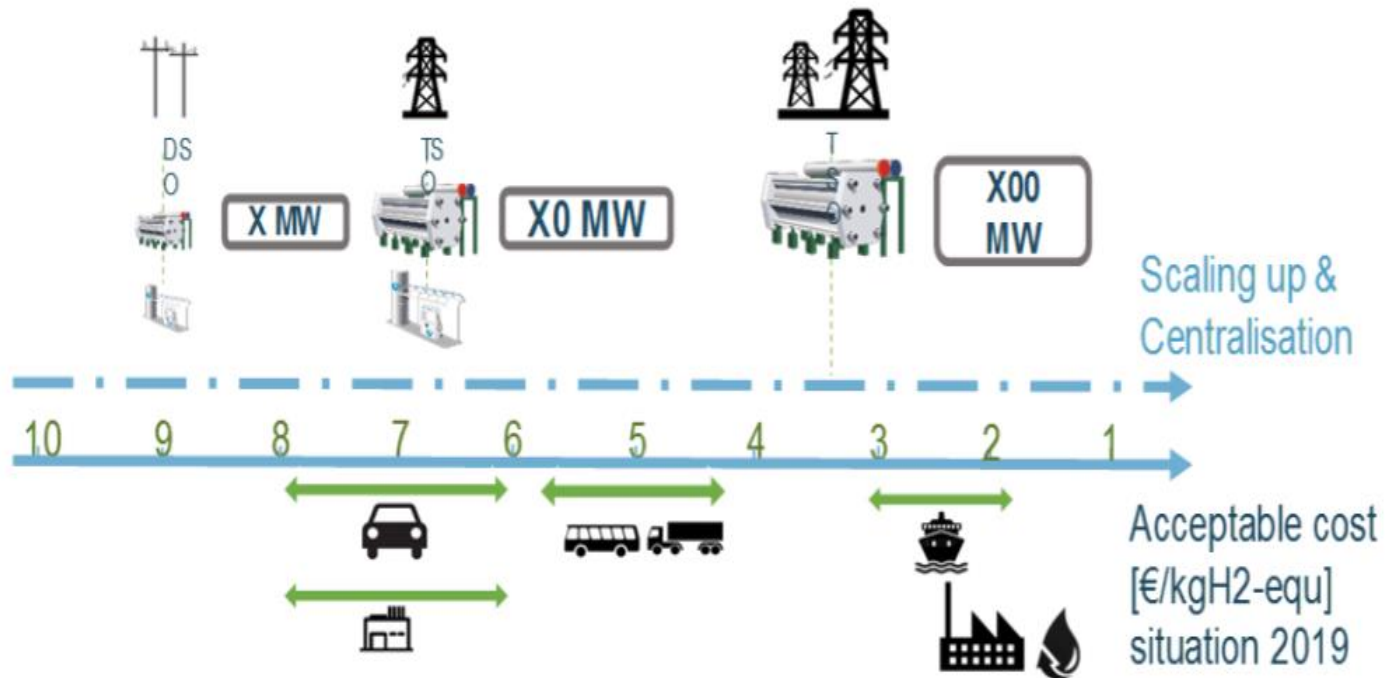 DS
O
TS
O
T
S
O
X MW
X0 MW
X00
MW
Scaling up &
Centralisation
10 9 8 7 6 5 4 3 2 1
Acceptable cost
[€/kgH2-equ]
situation 2019